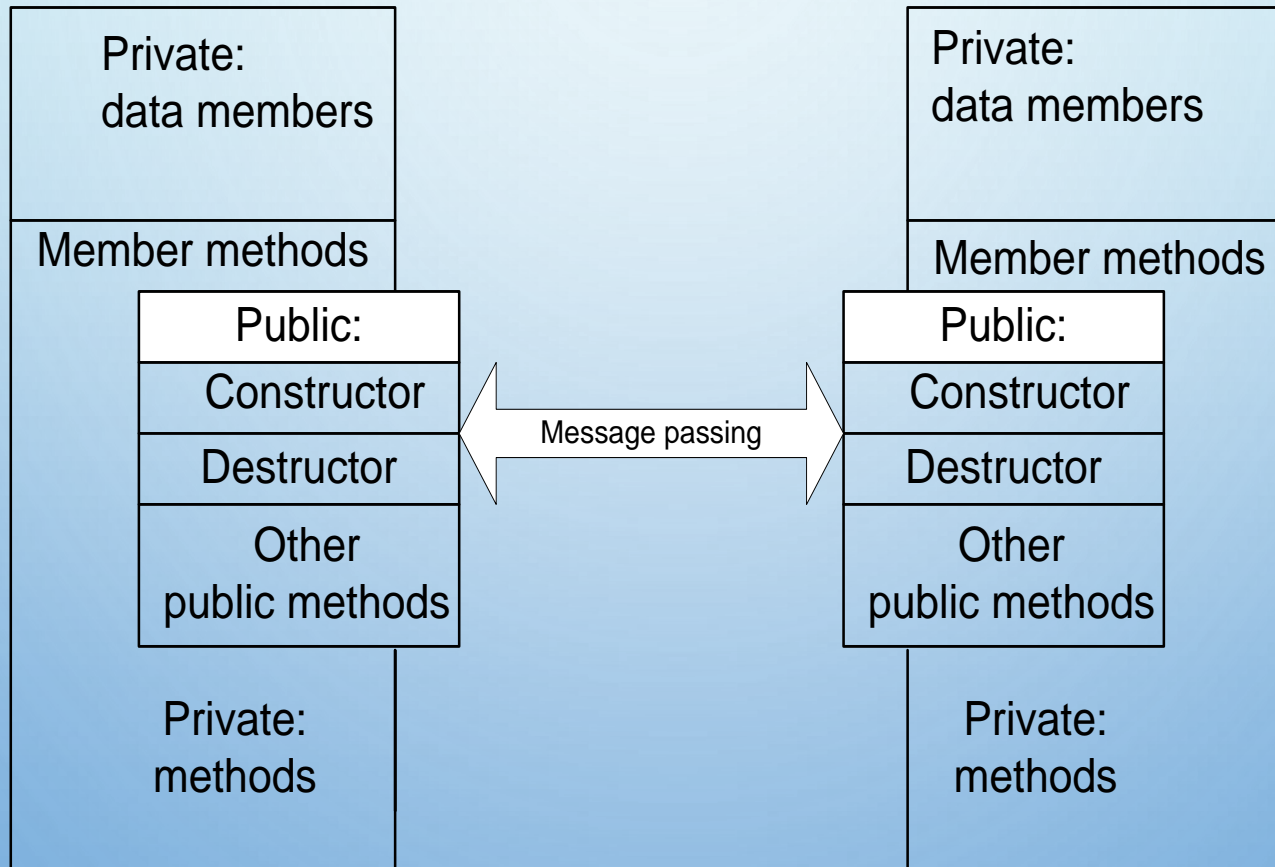 Private:
data members
Member methods
Public:
Constructor
Destructor
Other
public methods
Private:
methods
Message passing
Private:
data members
Member methods
Public:
Constructor
Destructor
Other
public methods
Private:
methods